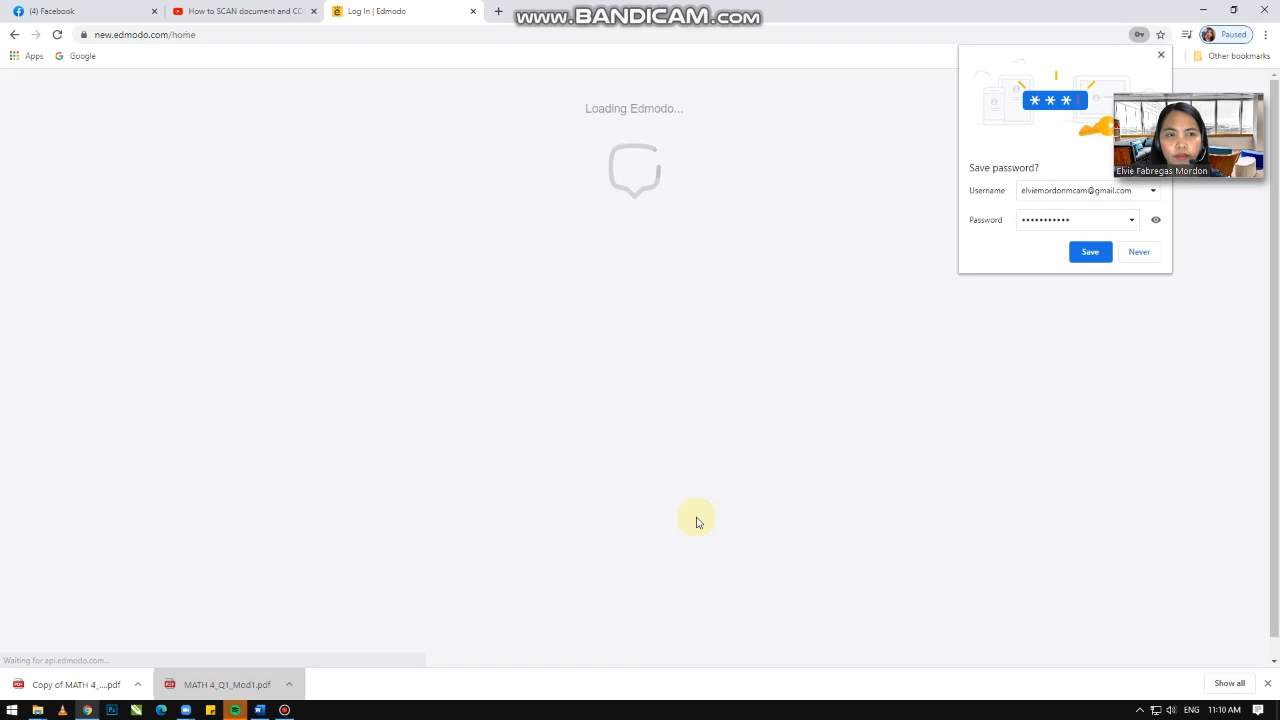 (4) Facebook
How to SCAN document and CC
Log In | Edmodo
WWW.BANDICAM.COM
new.edmodo.com/home
Paused
Apps
Google
Other bookmarks
Loading Edmodo...
***
Elvie Fabregas Mordon
Save password?
Username
elviemordonmcam@gmail.com
Password
•••••••••••
Save
Never
Waiting for api.edmodo.com...
Copy of MATH 4_....pdf
MATH 4_Q1_Mod1.pdf
Show all
ENG
11:10 AM